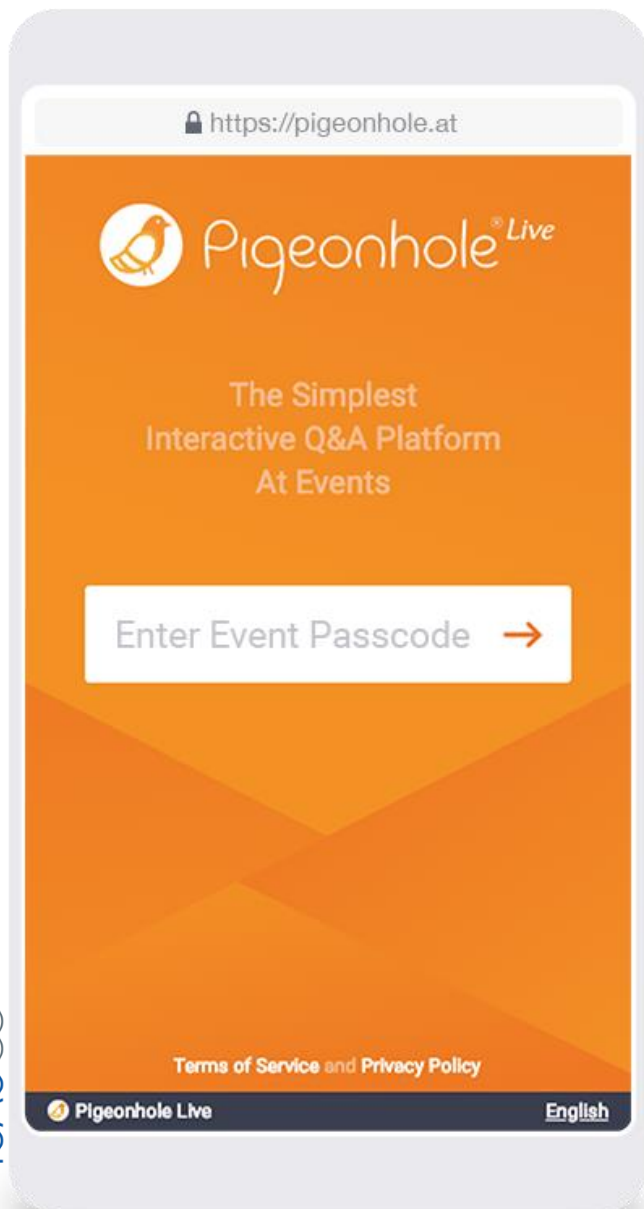 https://pigeonhole.at
Pigeonhole® Live
The Simplest
Interactive Q&A Platform
At Events
Enter Event Passcode →
Terms of Service and Privacy Policy
Pigeonhole Live
English